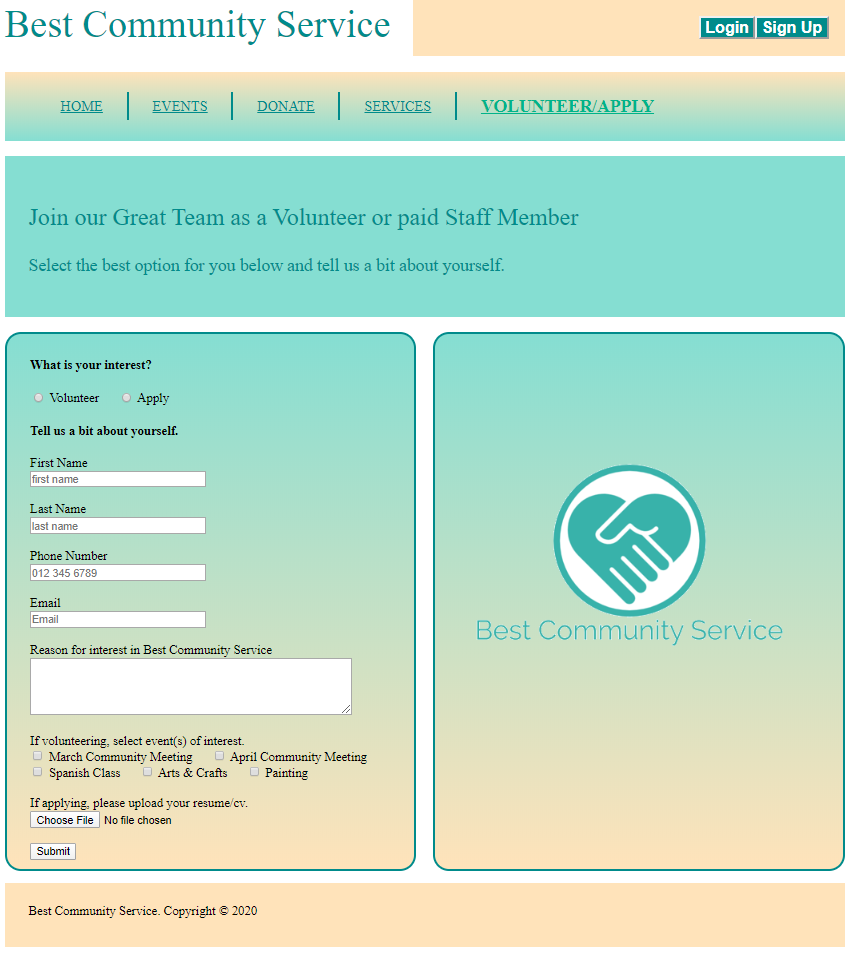 Best Community Service
Login Sign Up
HOME EVENTS DONATE SERVICES VOLUNTEER/APPLY
Join our Great Team as a Volunteer or paid Staff Member
Select the best option for you below and tell us a bit about yourself.
What is your interest?
Volunteer Apply
Tell us a bit about yourself.
First Name
first name
Last Name
last name
Phone Number
012 345 6789
Email
Email
Reason for interest in Best Community Service
If volunteering, select event(s) of interest.
March Community Meeting April Community Meeting
Spanish Class Arts & Crafts Painting
If applying, please upload your resume/cv.
Choose File No file chosen
Submit
Best Community Service
Best Community Service. Copyright © 2020